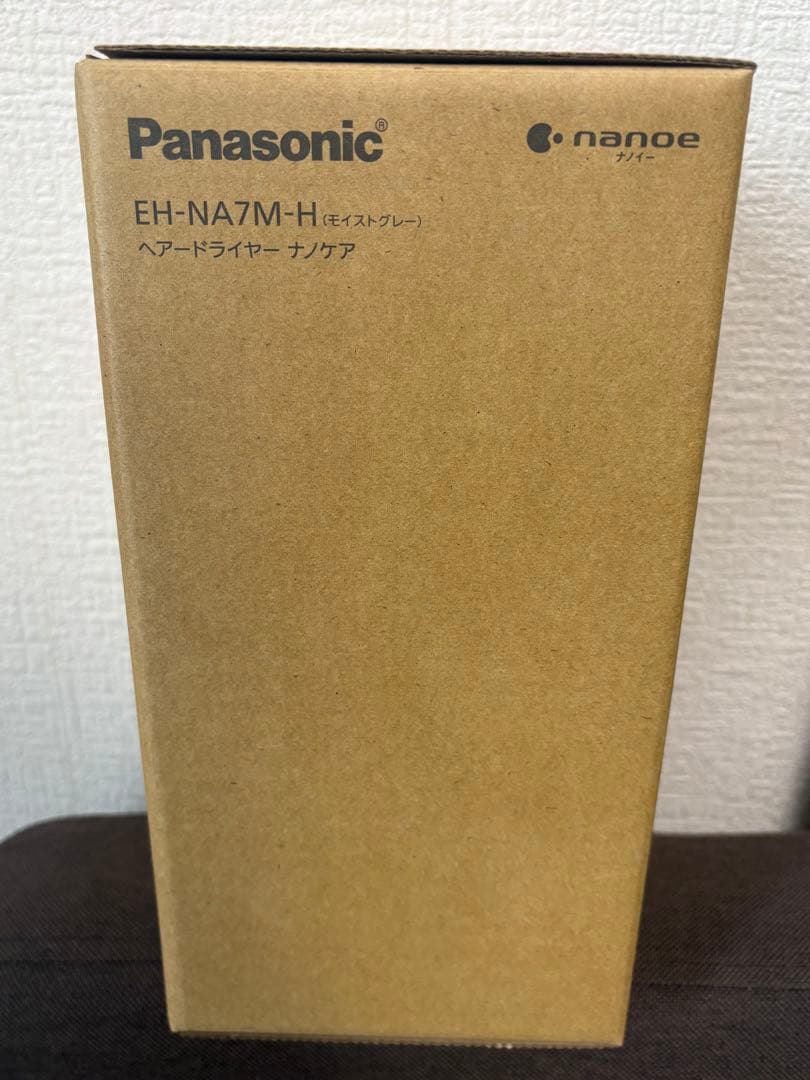 Panasonic®
nanoe
ナノイー
EH-NA7M-H (モイストグレー)
ヘアードライヤー ナノケア